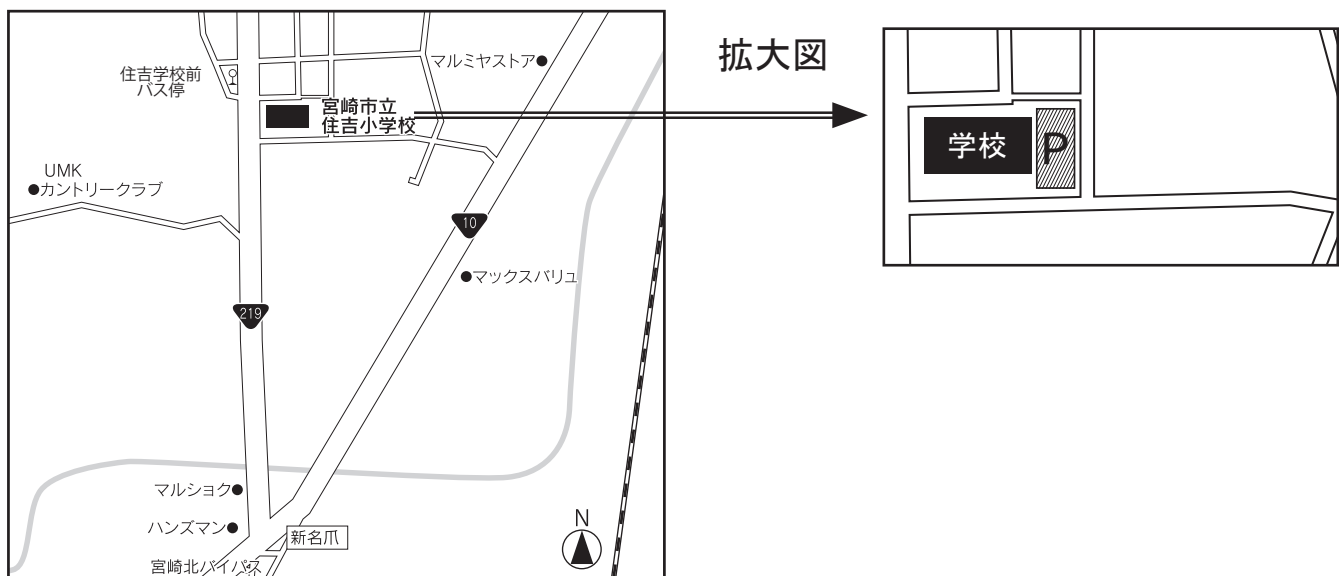 拡大図
マルミヤストア
住吉学校前
バス停
宮崎市立
住吉小学校
学校
P
UMK
カントリークラブ
10
マックスバリュ
219
マルショク
ハンズマン
新名爪
宮崎北バイパス
N